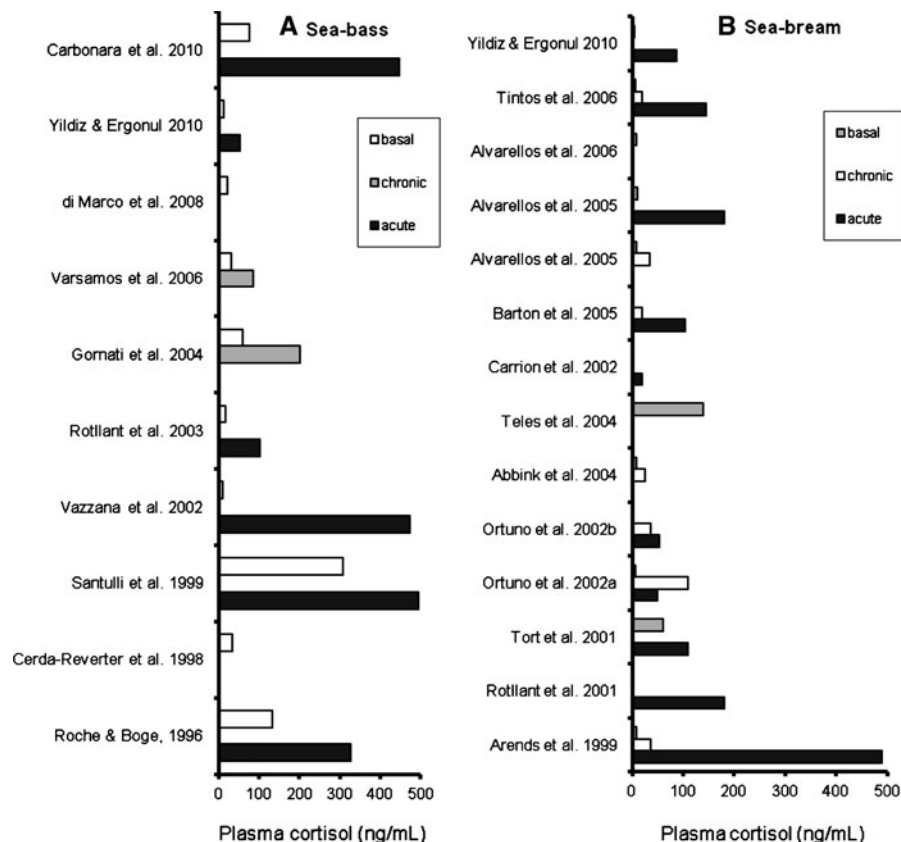 A Sea-bass
Carbonara et al. 2010
Yildiz & Ergonul 2010
di Marco et al. 2008
Varsamos et al. 2006
Gornati et al. 2004
Rotllant et al. 2003
Vazzana et al. 2002
Santulli et al. 1999
Cerda-Reverter et al. 1998
Roche & Boge, 1996
basal
chronic
acute
0 100 200 300 400 500
Plasma cortisol (ng/mL)
B Sea-bream
Yildiz & Ergonul 2010
Tintos et al. 2006
Alvarellos et al. 2006
Alvarellos et al. 2005
Alvarellos et al. 2005
Barton et al. 2005
Carrion et al. 2002
Teles et al. 2004
Abbink et al. 2004
Ortuno et al. 2002b
Ortuno et al. 2002a
Tort et al. 2001
Rotllant et al. 2001
Arends et al. 1999
basal
chronic
acute
0 100 200 300 400 500
Plasma cortisol (ng/mL)